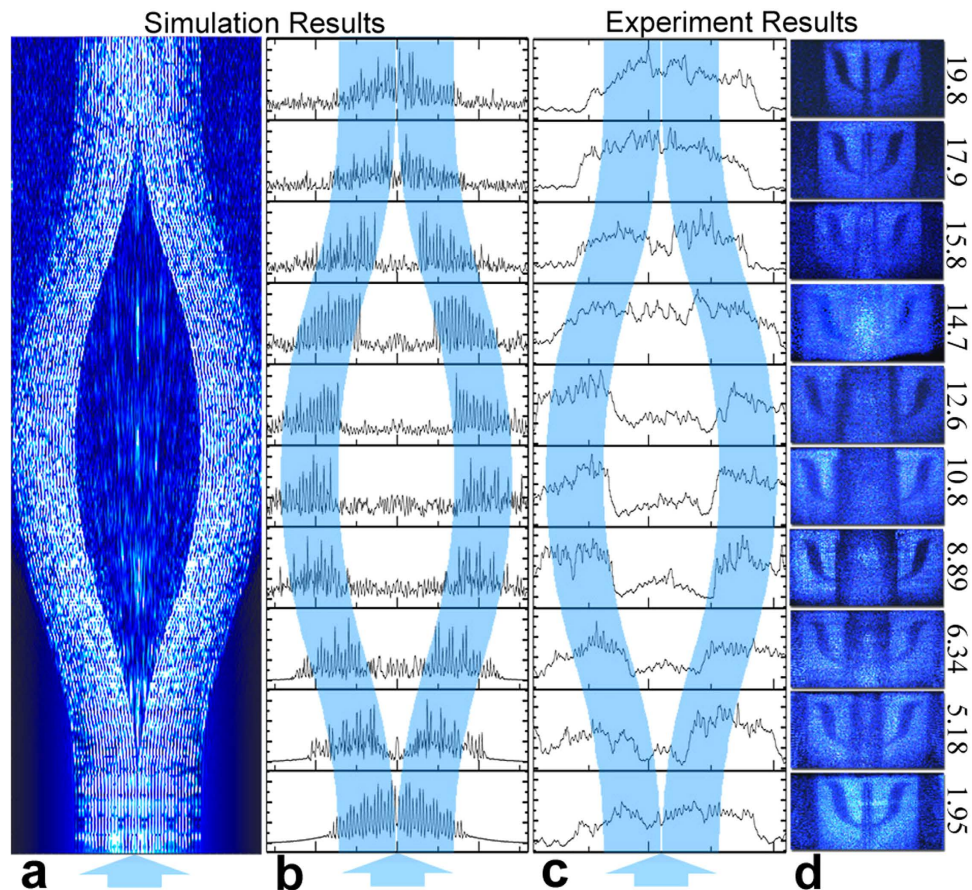 Simulation Results
Experiment Results
19.8
17.9
15.8
14.7
12.6
10.8
8.89
6.34
5.18
1.95
a
b
c
d